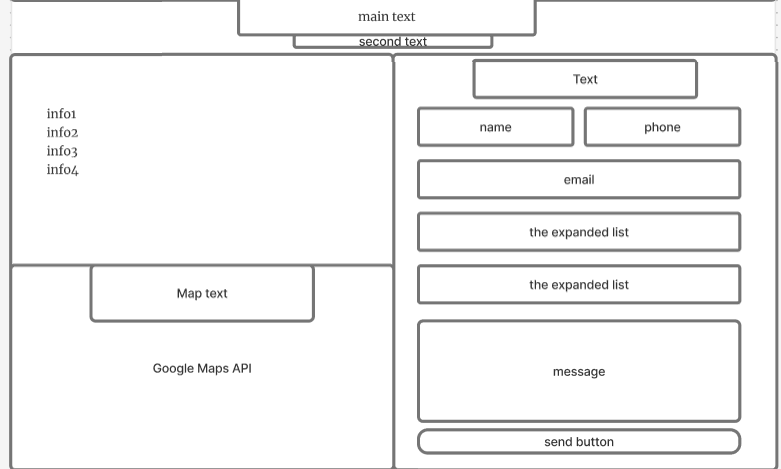 main text
second text
info1
info2
info3
info4
Map text
Google Maps API
Text
name
phone
email
the expanded list
the expanded list
message
send button